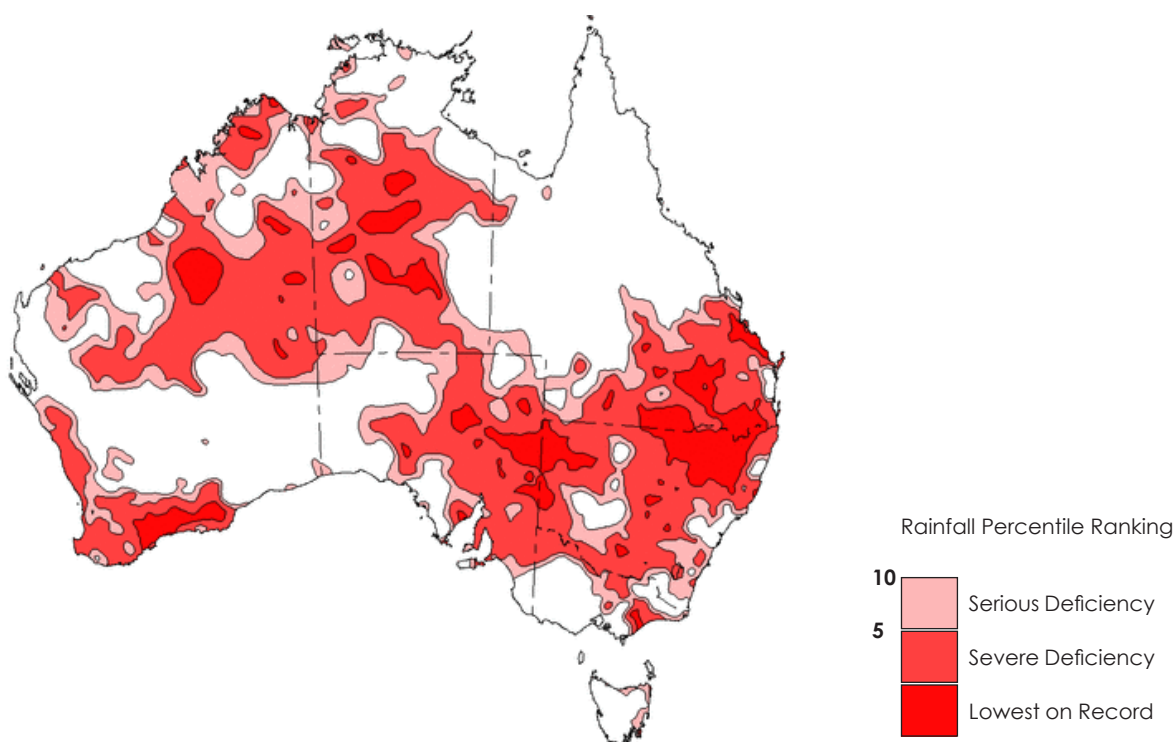 Rainfall Percentile Ranking
10
Serious Deficiency
5
Severe Deficiency
Lowest on Record